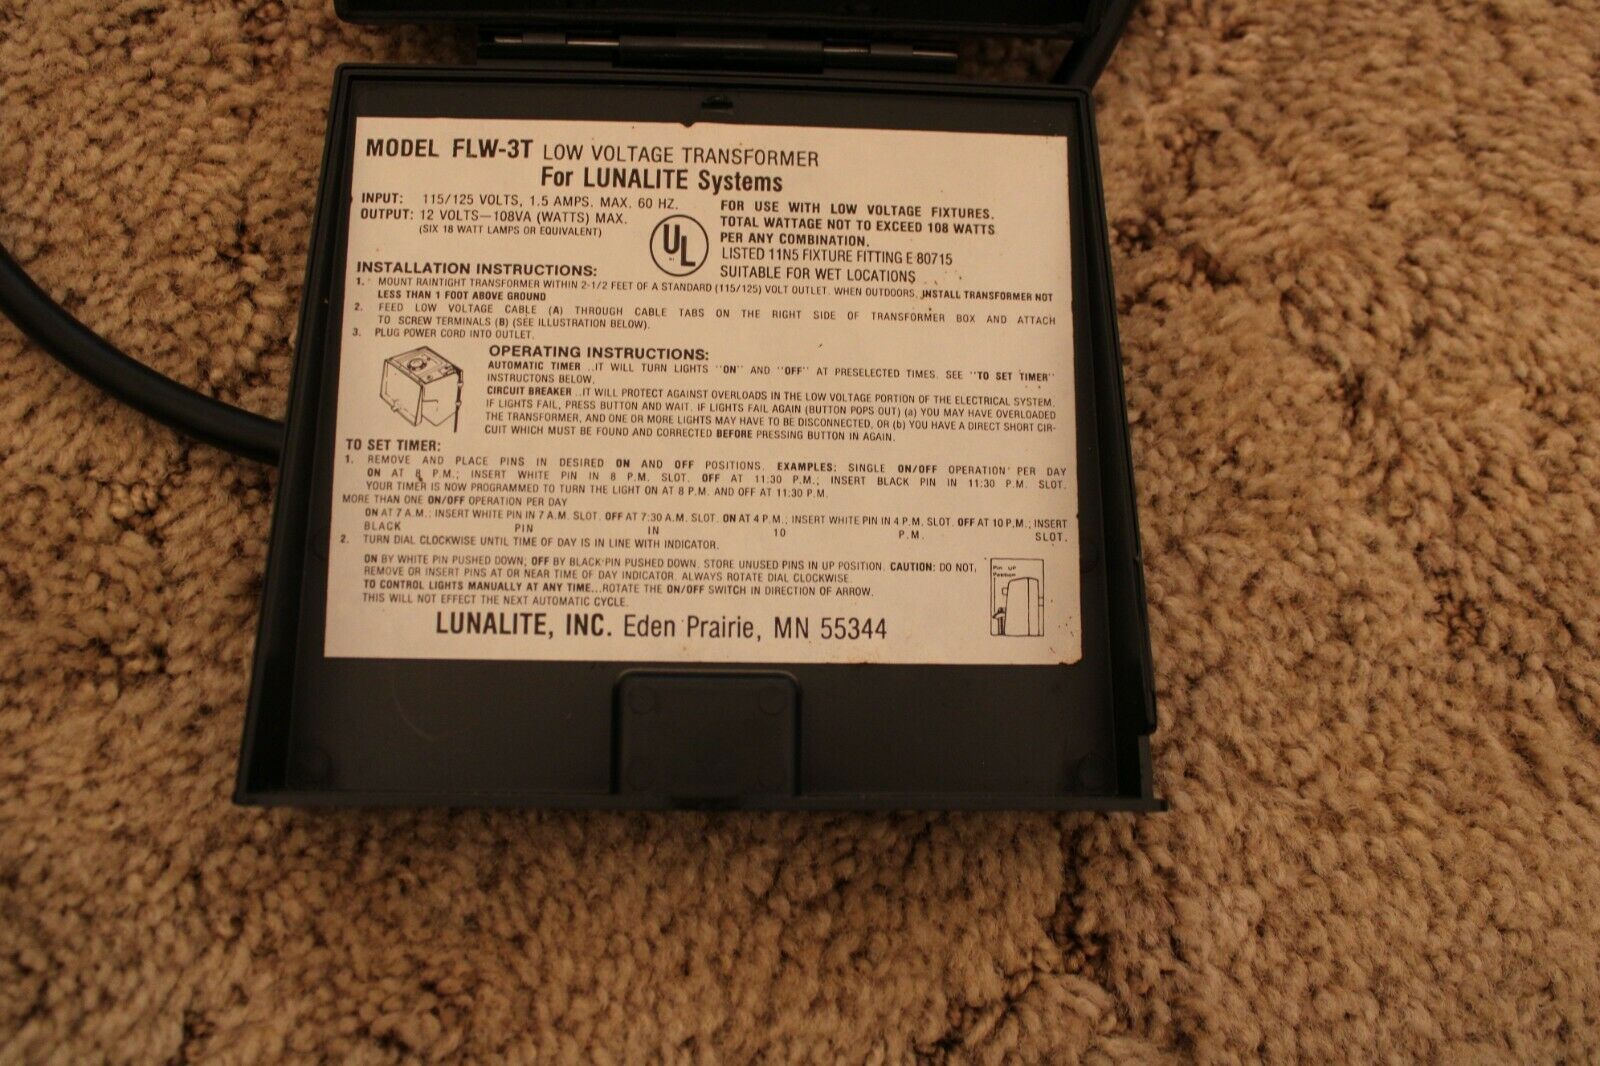 MODEL FLW-3T LOW VOLTAGE TRANSFORMER
For LUNALITE Systems
INPUT: 115/125 VOLTS, 1.5 AMPS. MAX. 60 HZ.
OUTPUT: 12 VOLTS—108VA (WATTS) MAX.
(SIX 18 WATT LAMPS OR EQUIVALENT)
UL
FOR USE WITH LOW VOLTAGE FIXTURES.
TOTAL WATTAGE NOT TO EXCEED 108 WATTS
PER ANY COMBINATION.
LISTED 11N5 FIXTURE FITTING E 80715
SUITABLE FOR WET LOCATIONS
INSTALLATION INSTRUCTIONS:
1. MOUNT RAINTIGHT TRANSFORMER WITHIN 2-1/2 FEET OF A STANDARD (115/125) VOLT OUTLET. WHEN OUTDOORS, INSTALL TRANSFORMER NOT
LESS THAN 1 FOOT ABOVE GROUND
2. FEED LOW VOLTAGE CABLE (A) THROUGH CABLE TABS ON THE RIGHT SIDE OF TRANSFORMER BOX AND ATTACH
TO SCREW TERMINALS (B) (SEE ILLUSTRATION BELOW).
3. PLUG POWER CORD INTO OUTLET.
OPERATING INSTRUCTIONS:
AUTOMATIC TIMER ..IT WILL TURN LIGHTS "ON" AND "OFF" AT PRESELECTED TIMES. SEE "TO SET TIMER"
INSTRUCTONS BELOW.
CIRCUIT BREAKER ..IT WILL PROTECT AGAINST OVERLOADS IN THE LOW VOLTAGE PORTION OF THE ELECTRICAL SYSTEM.
IF LIGHTS FAIL, PRESS BUTTON AND WAIT. IF LIGHTS FAIL AGAIN (BUTTON POPS OUT) (a) YOU MAY HAVE OVERLOADED
THE TRANSFORMER, AND ONE OR MORE LIGHTS MAY HAVE TO BE DISCONNECTED, OR (b) YOU HAVE A DIRECT SHORT CIR-
CUIT WHICH MUST BE FOUND AND CORRECTED BEFORE PRESSING BUTTON IN AGAIN.
TO SET TIMER:
1. REMOVE AND PLACE PINS IN DESIRED ON AND OFF POSITIONS. EXAMPLES: SINGLE ON/OFF OPERATION PER DAY
ON AT 8 P.M.; INSERT WHITE PIN IN 8 P.M. SLOT. OFF AT 11:30 P.M.; INSERT BLACK PIN IN 11:30 P.M. SLOT.
YOUR TIMER IS NOW PROGRAMMED TO TURN THE LIGHT ON AT 8 P.M. AND OFF AT 11:30 P.M.
MORE THAN ONE ON/OFF OPERATION PER DAY
ON AT 7 A.M.; INSERT WHITE PIN IN 7 A.M. SLOT. OFF AT 7:30 A.M. SLOT. ON AT 4 P.M.; INSERT WHITE PIN IN 4 P.M. SLOT. OFF AT 10 P.M.; INSERT
BLACK PIN IN 10 P.M. SLOT.
2. TURN DIAL CLOCKWISE UNTIL TIME OF DAY IS IN LINE WITH INDICATOR.
ON BY WHITE PIN PUSHED DOWN; OFF BY BLACK PIN PUSHED DOWN. STORE UNUSED PINS IN UP POSITION. CAUTION: DO NOT,
REMOVE OR INSERT PINS AT OR NEAR TIME OF DAY INDICATOR. ALWAYS ROTATE DIAL CLOCKWISE.
TO CONTROL LIGHTS MANUALLY AT ANY TIME...ROTATE THE ON/OFF SWITCH IN DIRECTION OF ARROW.
THIS WILL NOT EFFECT THE NEXT AUTOMATIC CYCLE.
Pin UP
Position
LUNALITE, INC. Eden Prairie, MN 55344